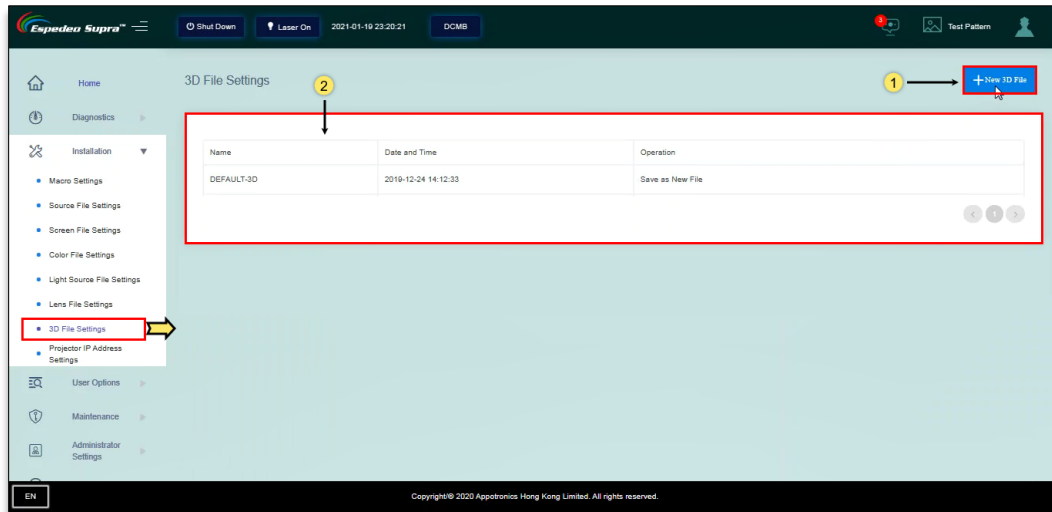 Espedeo Supra™
Shut Down
Laser On
2021-01-19 23:20:21
DCMB
3
Test Pattern
Home
Diagnostics
Installation
Macro Settings
Source File Settings
Screen File Settings
Color File Settings
Light Source File Settings
Lens File Settings
3D File Settings
Projector IP Address
Settings
User Options
Maintenance
Administrator
Settings
3D File Settings
2
1
+New 3D File
Name Date and Time Operation
DEFAULT-3D 2019-12-24 14:12:33 Save as New File
< 1 >
EN
Copyright/® 2020 Appotronics Hong Kong Limited. All rights reserved.